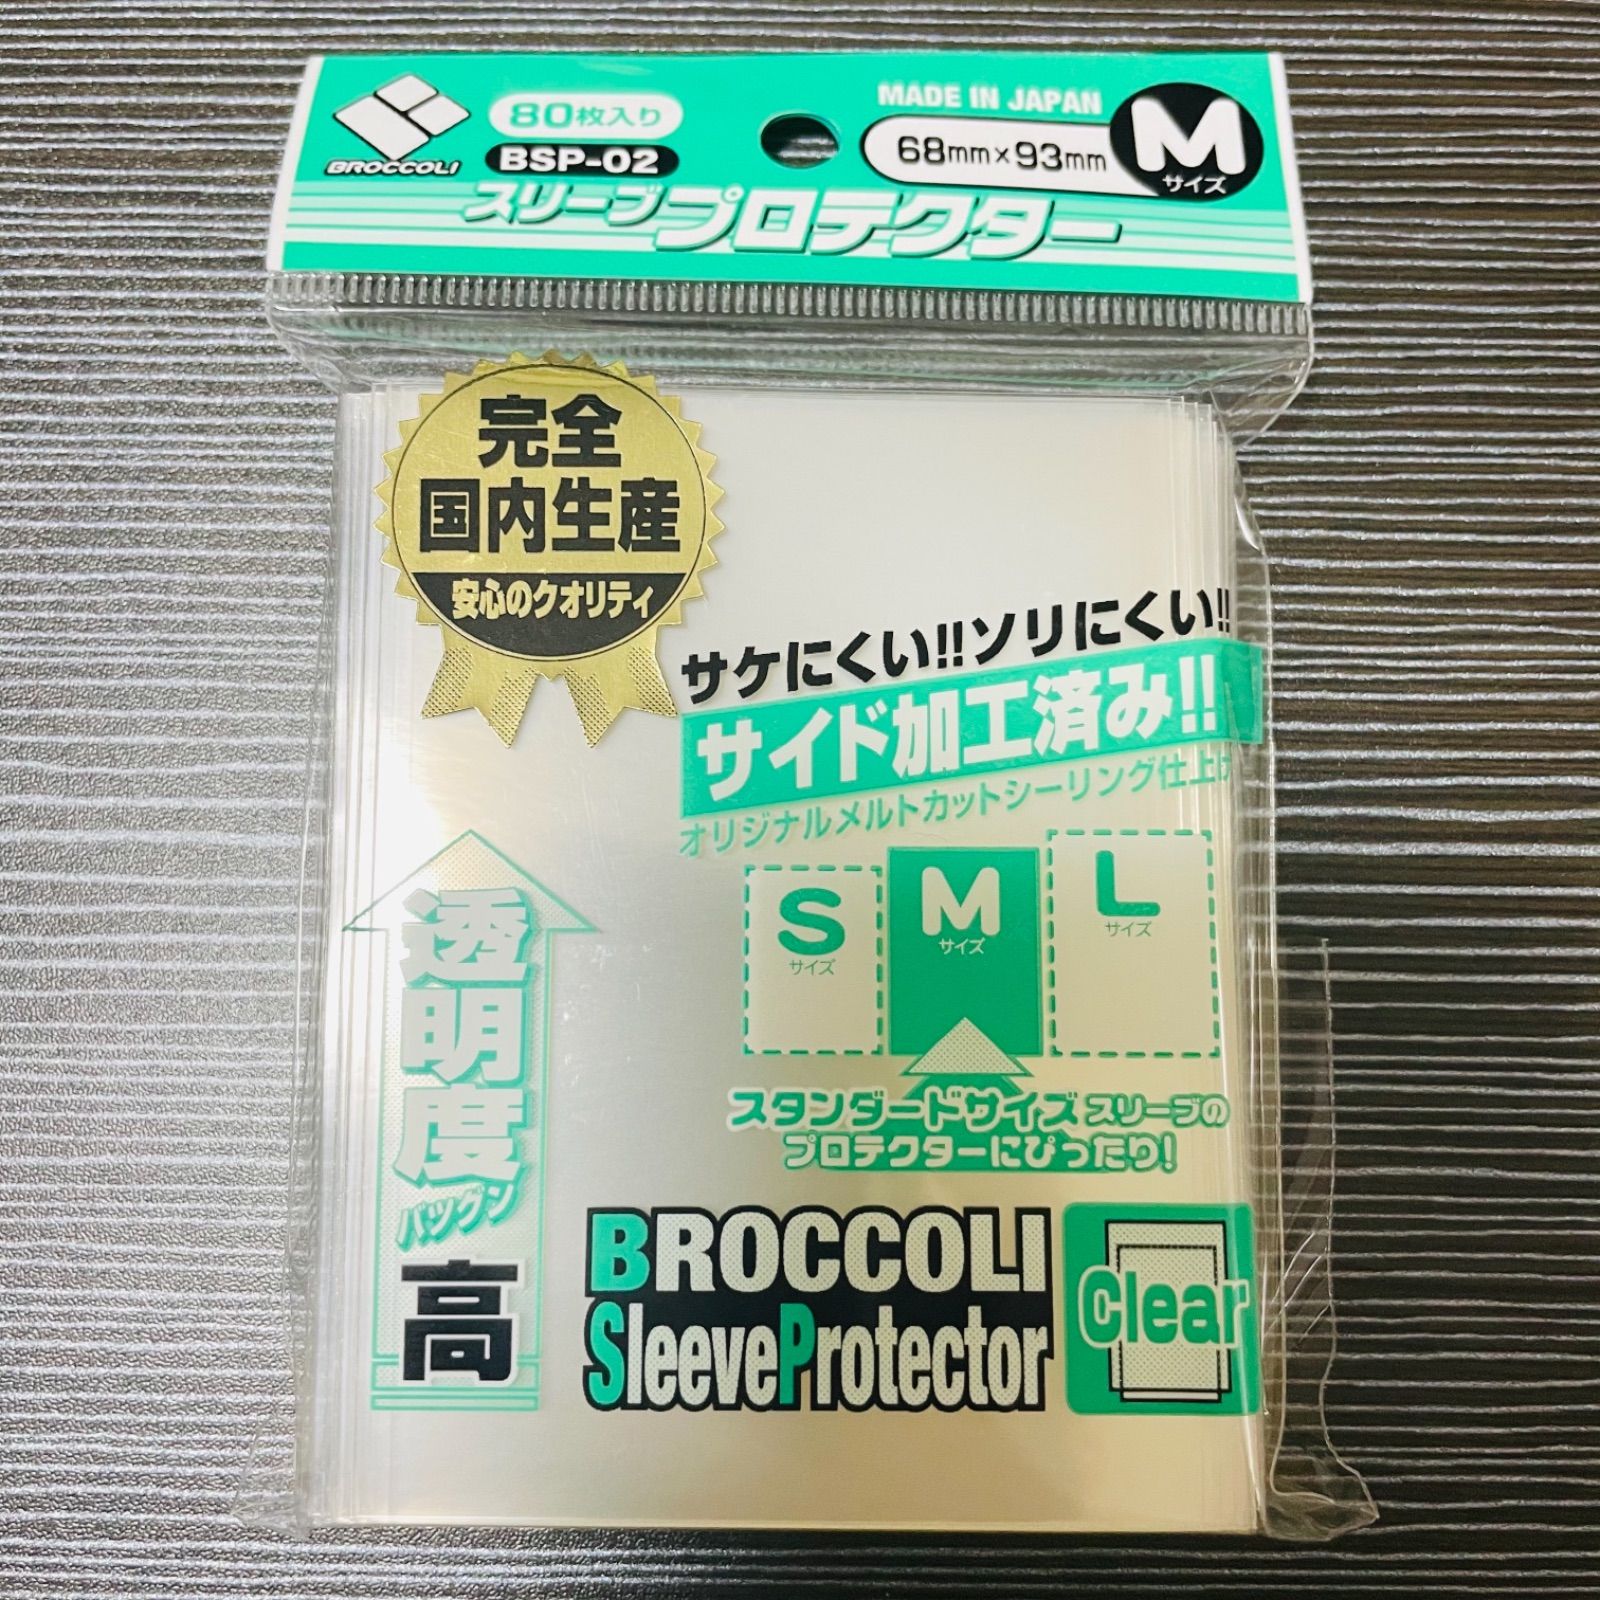 BROCCOLI
80枚入り
BSP-02
MADE IN JAPAN
68mm×93mm
M
サイズ
スリーブプロテクター
完全
国内生産
安心のクオリティ
サケにくい!!ソリにくい!!
サイド加工済み!!
オリジナルメルトカットシーリング仕上げ
S
サイズ
M
サイズ
L
サイズ
スタンダードサイズスリーブの
プロテクターにぴったり!
透明度
バツグン
高
BROCCOLI
SleeveProtector
Clear